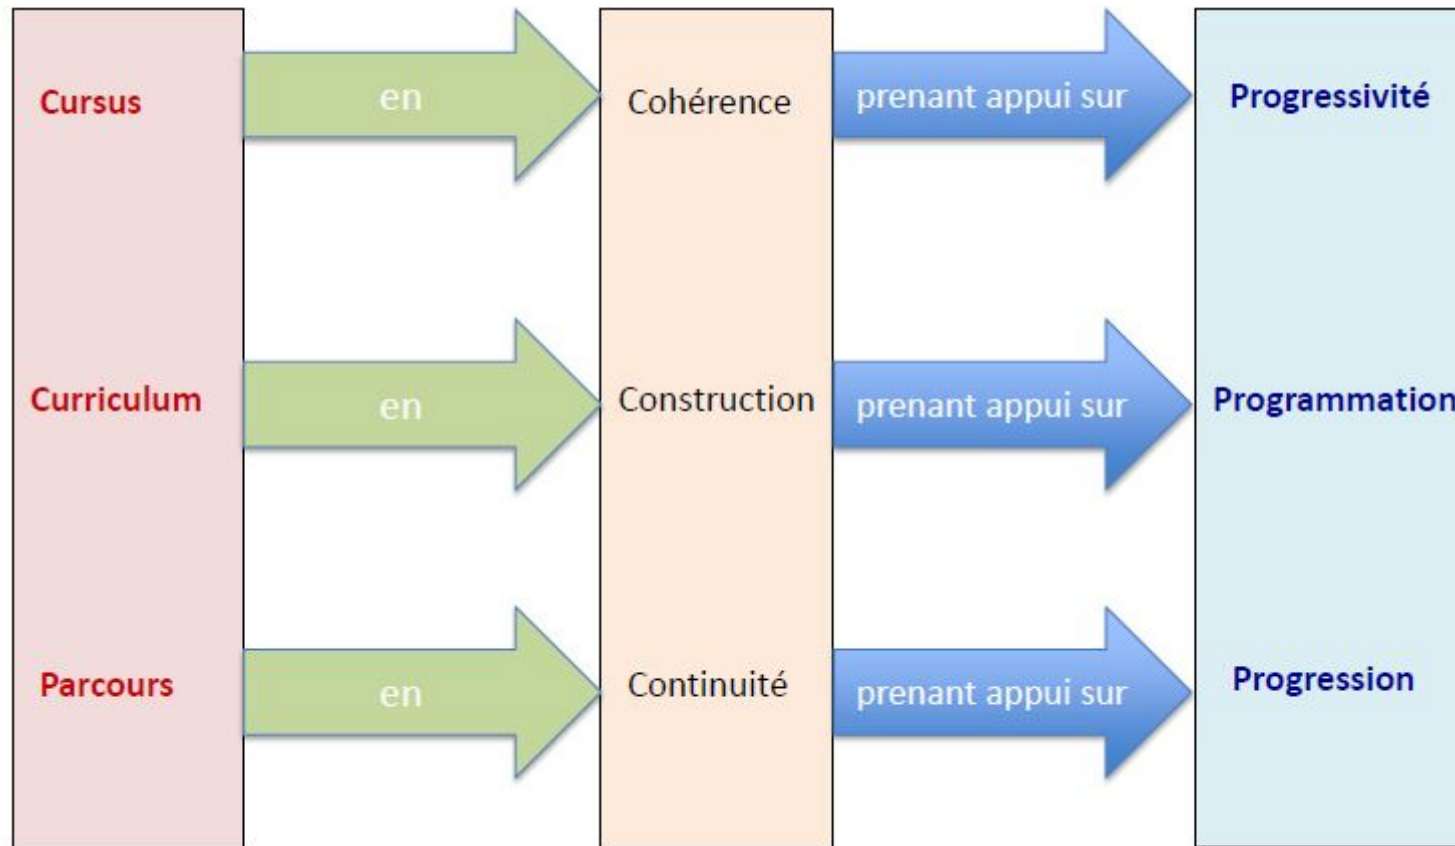 Cursus en Cohérence prenant appui sur Progressivité
Curriculum en Construction prenant appui sur Programmation
Parcours en Continuité prenant appui sur Progression